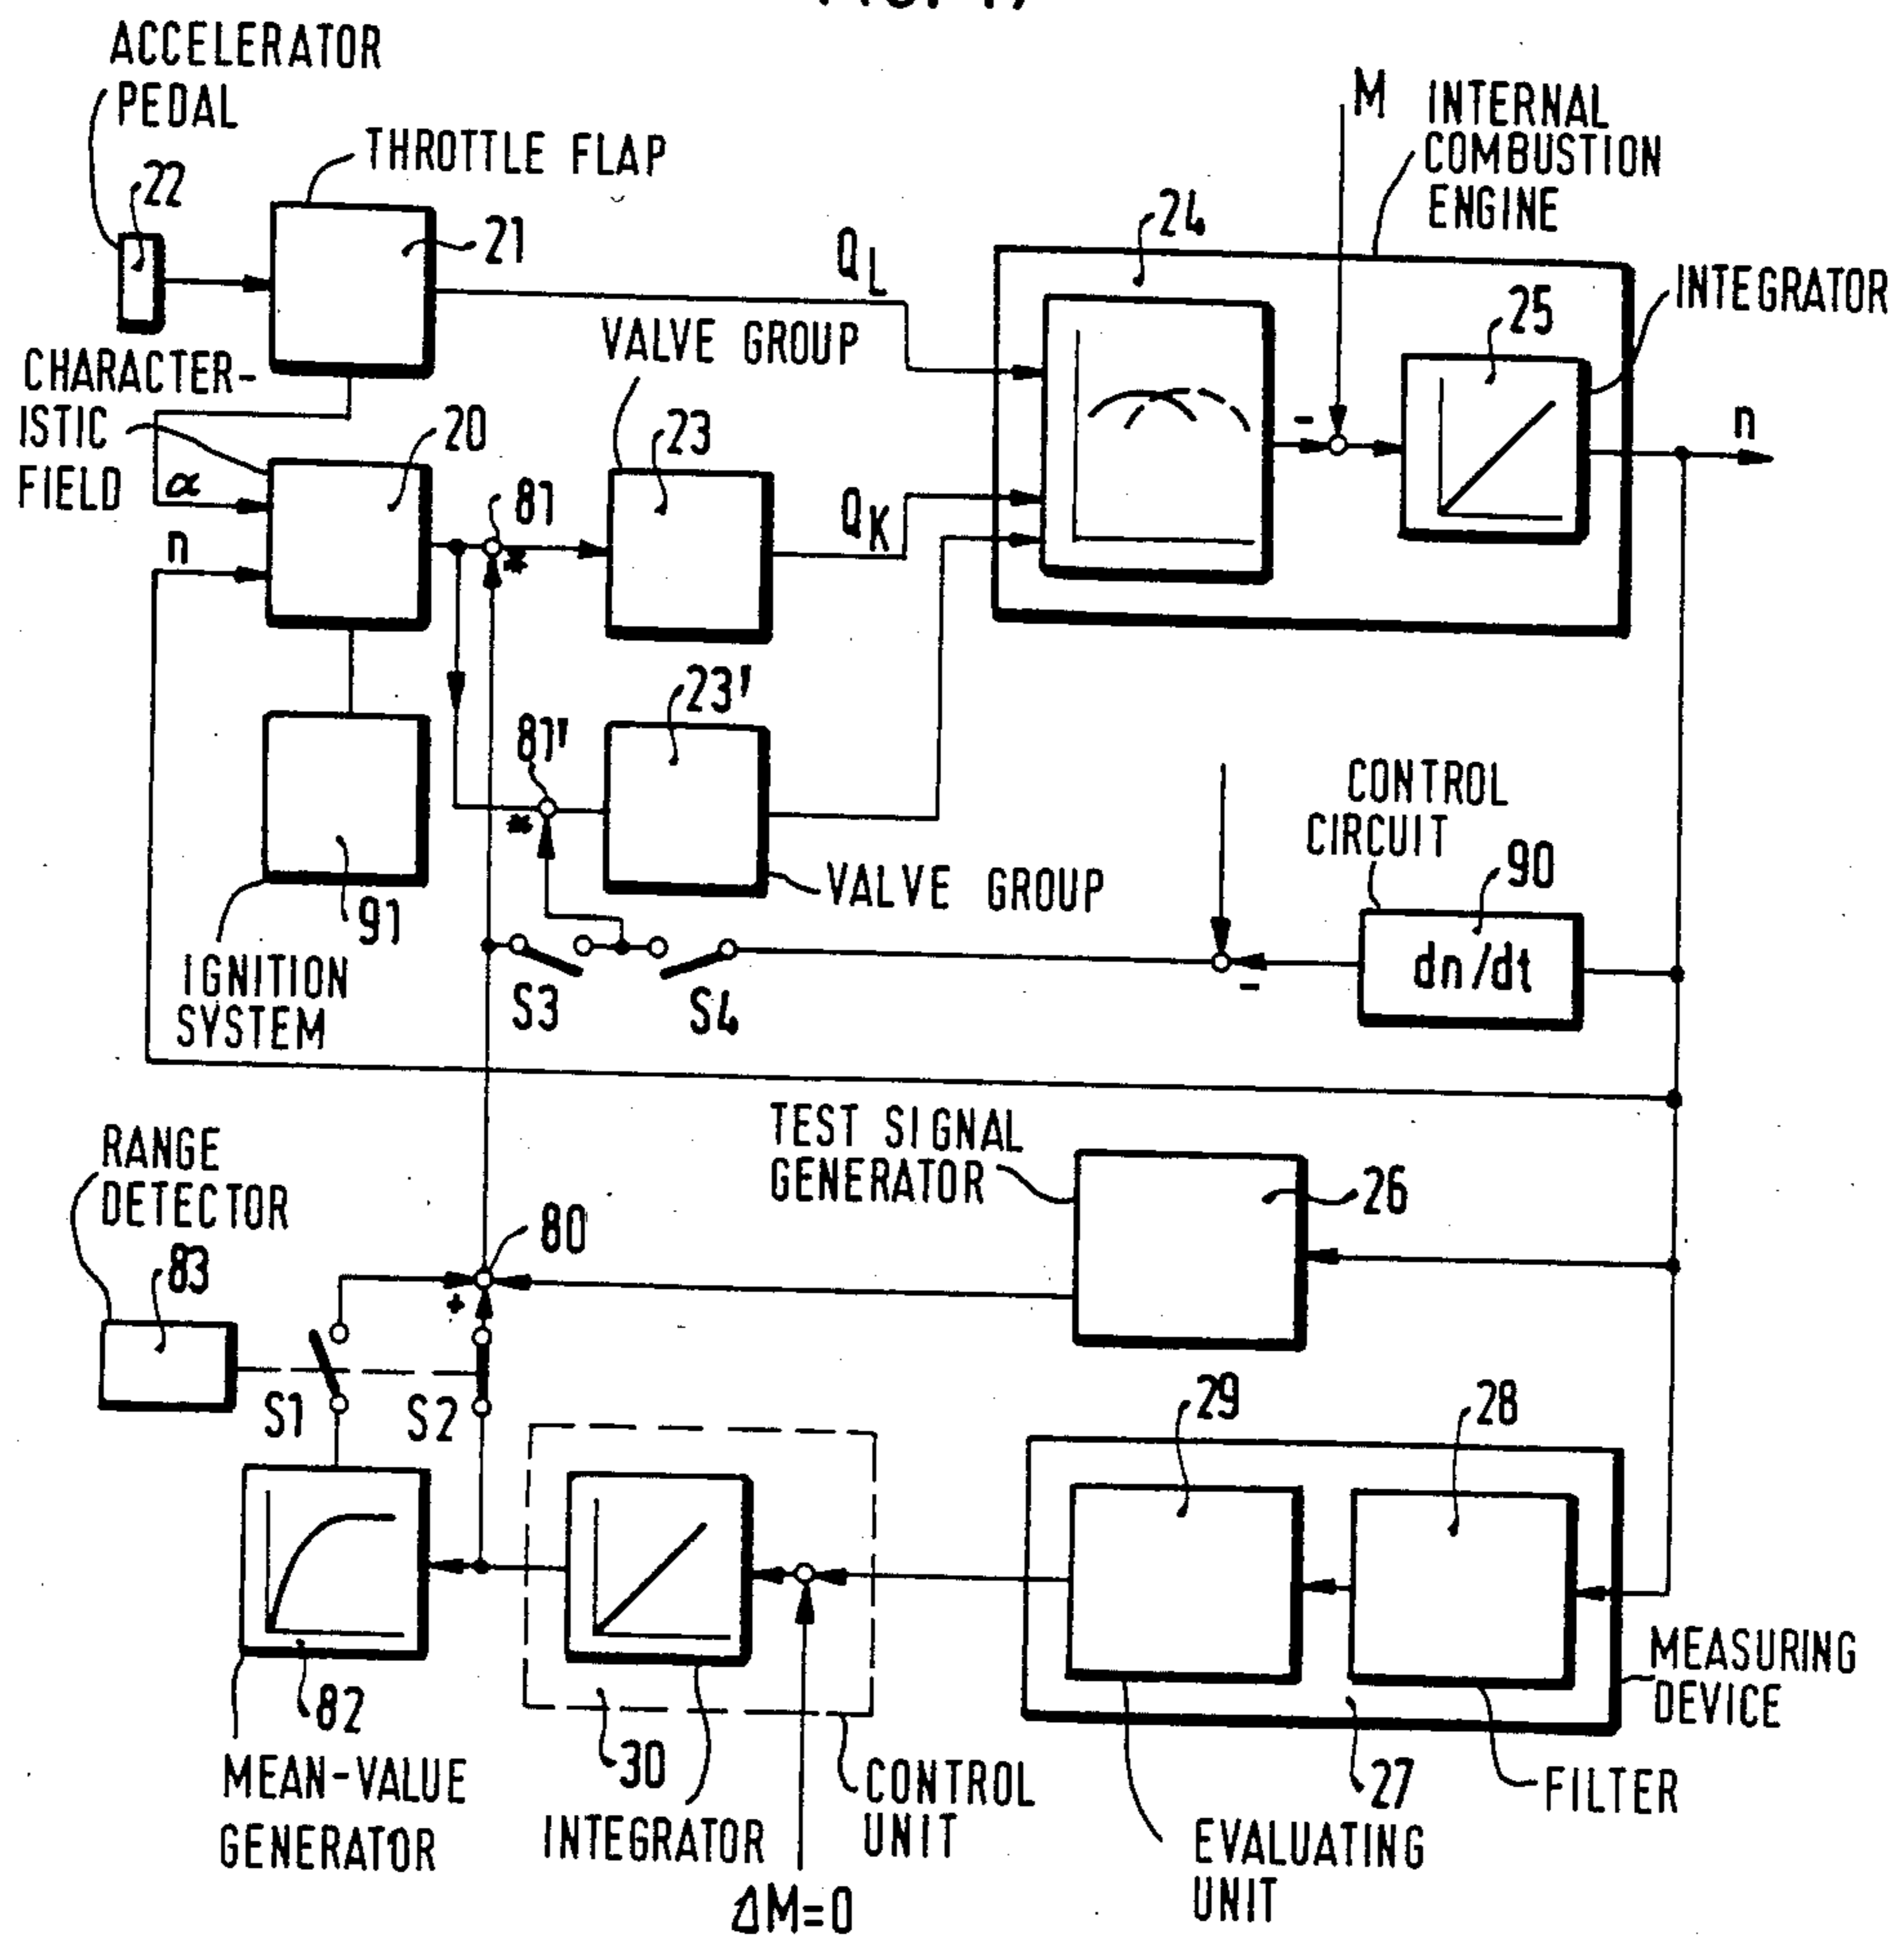 ACCELERATOR
PEDAL
22
THROTTLE FLAP
21
Q L
M
INTERNAL
COMBUSTION
ENGINE
24
INTEGRATOR
25
n
VALVE GROUP
CHARACTER-
ISTIC
FIELD
20
α
n
81
*
23
Q K
-
23'
81'
*
VALVE GROUP
91
IGNITION
SYSTEM
S3
S4
CONTROL
CIRCUIT
90
dn/dt
-
TEST SIGNAL
GENERATOR
26
RANGE
DETECTOR
83
80
+
S1
S2
29
28
82
MEAN-VALUE
GENERATOR
30
INTEGRATOR
CONTROL
UNIT
ΔM=0
27
MEASURING
DEVICE
FILTER
EVALUATING
UNIT